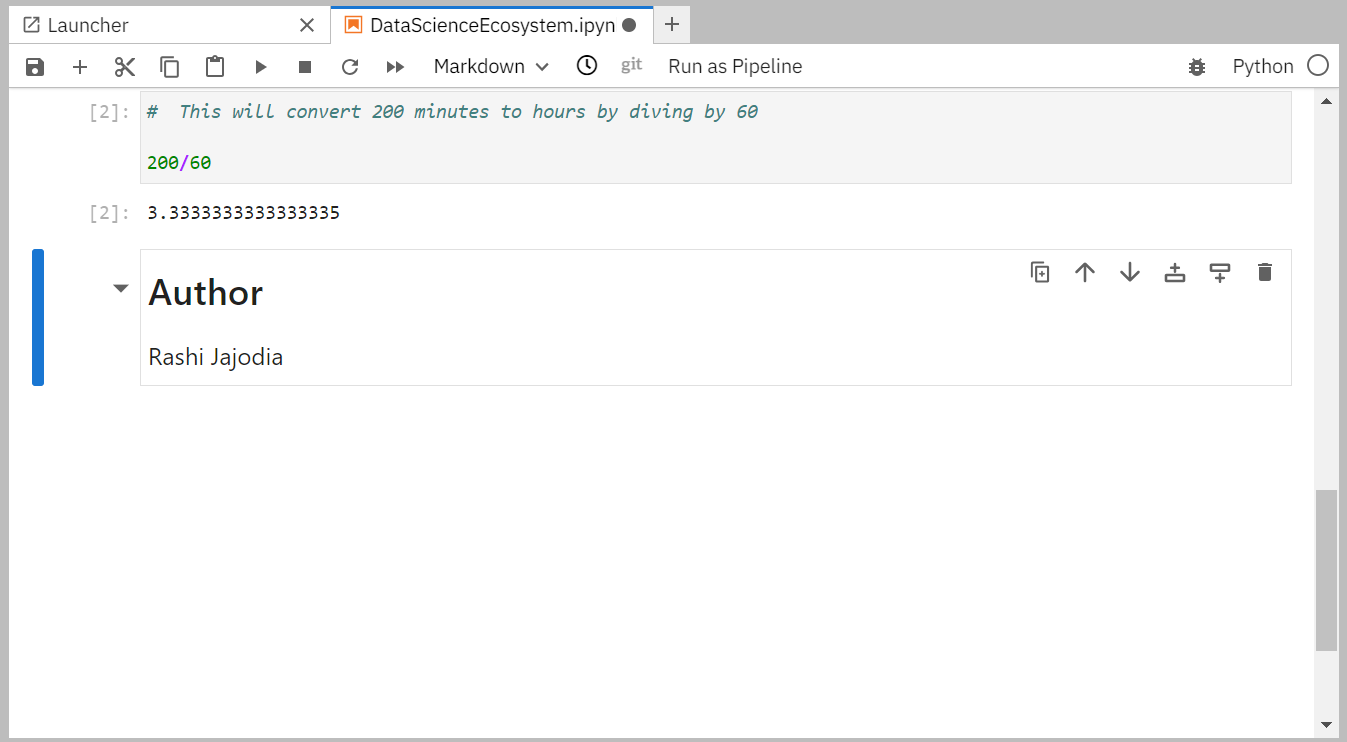 Launcher
DataScienceEcosystem.ipyn
Markdown
git
Run as Pipeline
Python
[2]:
#  This will convert 200 minutes to hours by diving by 60
200/60
[2]:
3.3333333333333335
Author
Rashi Jajodia